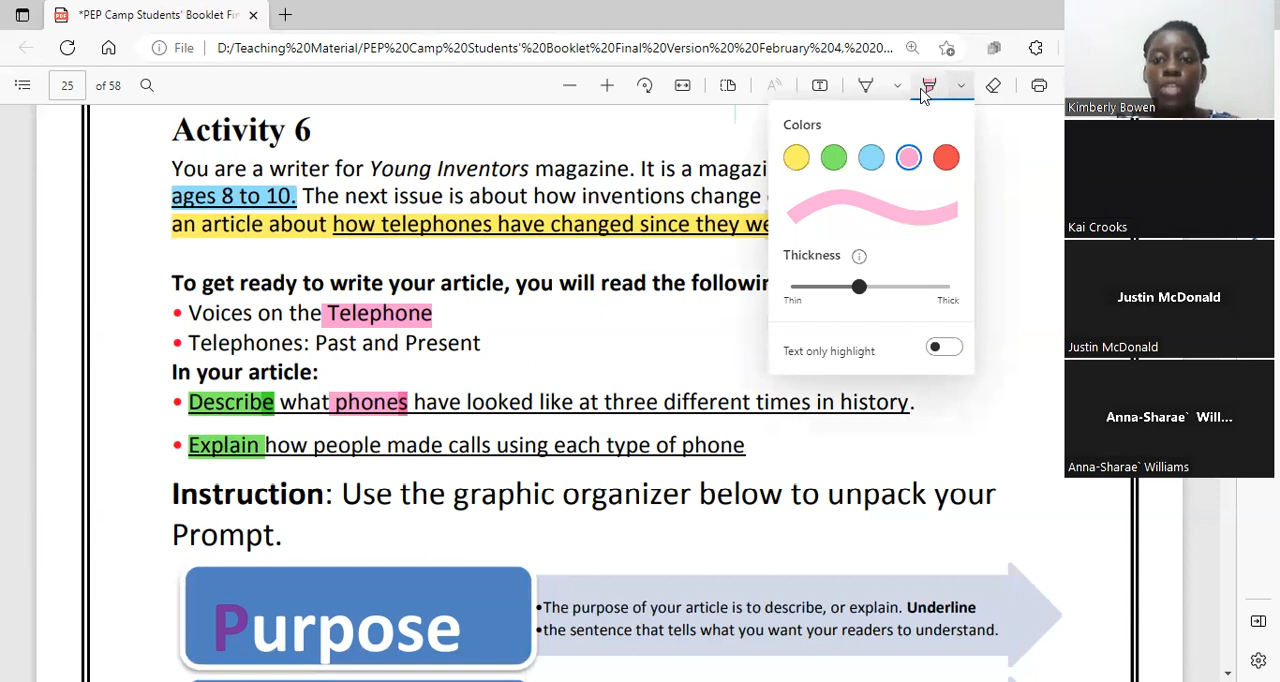 *PEP Camp Students' Booklet Fin
File
D:/Teaching%20Material/PEP%20Camp%20Students'%20Booklet%20Final%20Version%20%20February%204.%2020...
25 of 58
Kimberly Bowen
Activity 6
You are a writer for Young Inventors magazine. It is a magazi
ages 8 to 10. The next issue is about how inventions change
an article about how telephones have changed since they we
To get ready to write your article, you will read the followin
• Voices on the Telephone
• Telephones: Past and Present
In your article:
• Describe what phones have looked like at three different times in history.
• Explain how people made calls using each type of phone
Instruction: Use the graphic organizer below to unpack your
Prompt.
Purpose
•The purpose of your article is to describe, or explain. Underline
•the sentence that tells what you want your readers to understand.
Colors
Thickness
Thin
Thick
Text only highlight
Kai Crooks
Justin McDonald
Justin McDonald
Anna-Sharae` Will...
Anna-Sharae` Williams